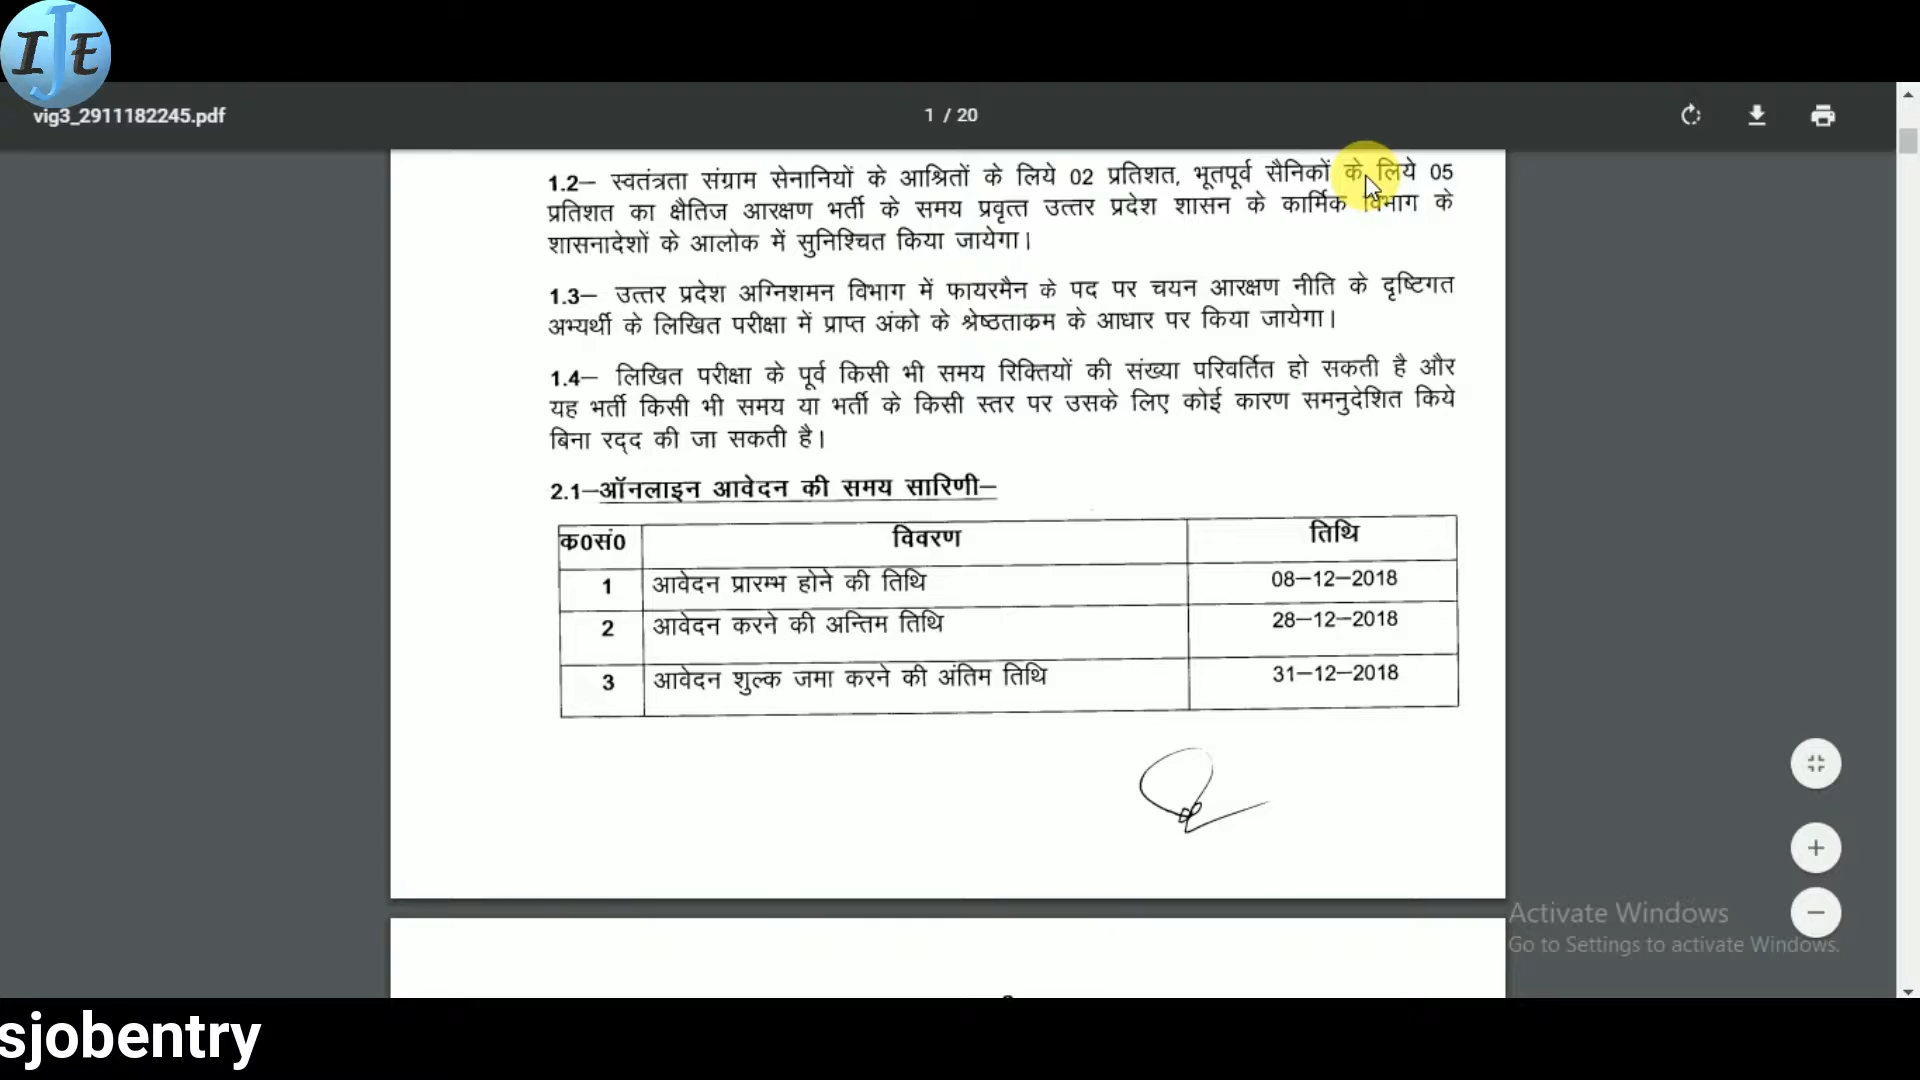 IJE
vig3_2911182245.pdf
1 / 20
1.2– स्वतंत्रता संग्राम सेनानियों के आश्रितों के लिये 02 प्रतिशत, भूतपूर्व सैनिकों के लिये 05
प्रतिशत का क्षैतिज आरक्षण भर्ती के समय प्रवृत्त उत्तर प्रदेश शासन के कार्मिक विभाग के
शासनादेशों के आलोक में सुनिश्चित किया जायेगा।
1.3– उत्तर प्रदेश अग्निशमन विभाग में फायरमैन के पद पर चयन आरक्षण नीति के दृष्टिगत
अभ्यर्थी के लिखित परीक्षा में प्राप्त अंको के श्रेष्ठताक्रम के आधार पर किया जायेगा।
1.4– लिखित परीक्षा के पूर्व किसी भी समय रिक्तियों की संख्या परिवर्तित हो सकती है और
यह भर्ती किसी भी समय या भर्ती के किसी स्तर पर उसके लिए कोई कारण समनुदेशित किये
बिना रद्द की जा सकती है।
2.1–ऑनलाइन आवेदन की समय सारिणी–
क0सं0 विवरण तिथि
1 आवेदन प्रारम्भ होने की तिथि 08–12–2018
2 आवेदन करने की अन्तिम तिथि 28–12–2018
3 आवेदन शुल्क जमा करने की अंतिम तिथि 31–12–2018
Activate Windows
Go to Settings to activate Windows.
sjobentry